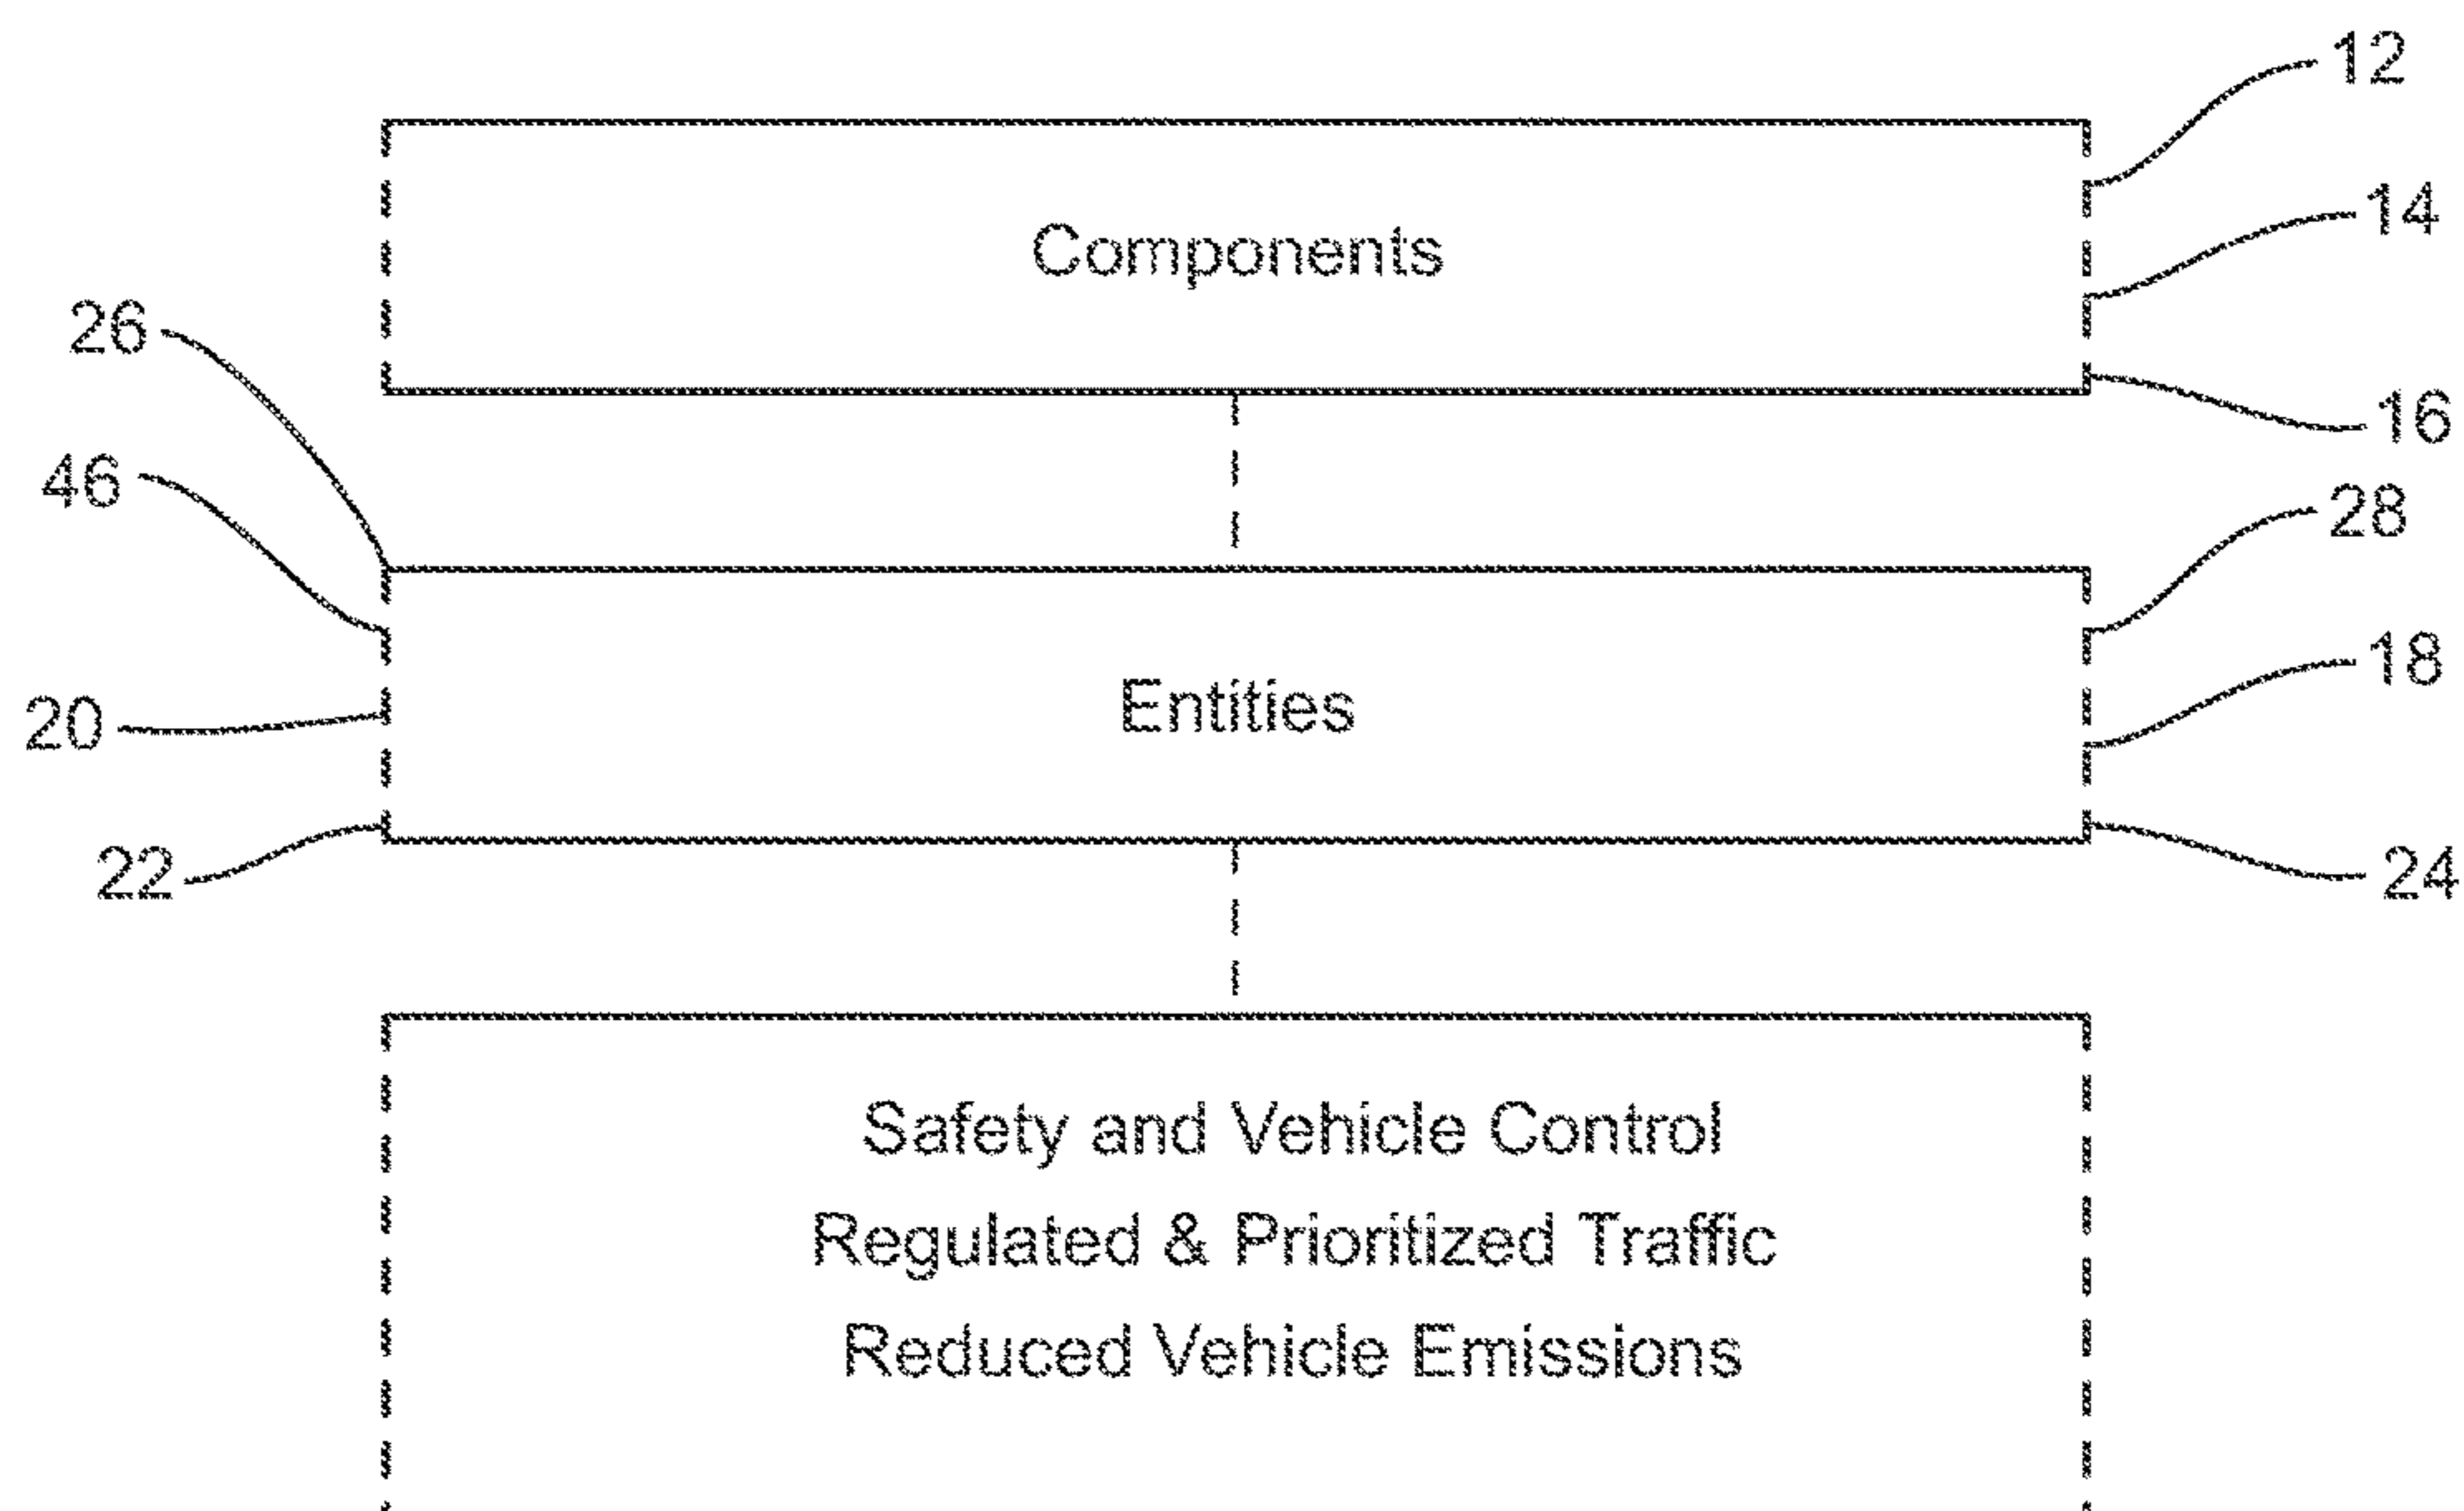 12
Components
14
26
16
46
28
Entities
18
20
22
24
Safety and Vehicle Control
Regulated & Prioritized Traffic
Reduced Vehicle Emissions